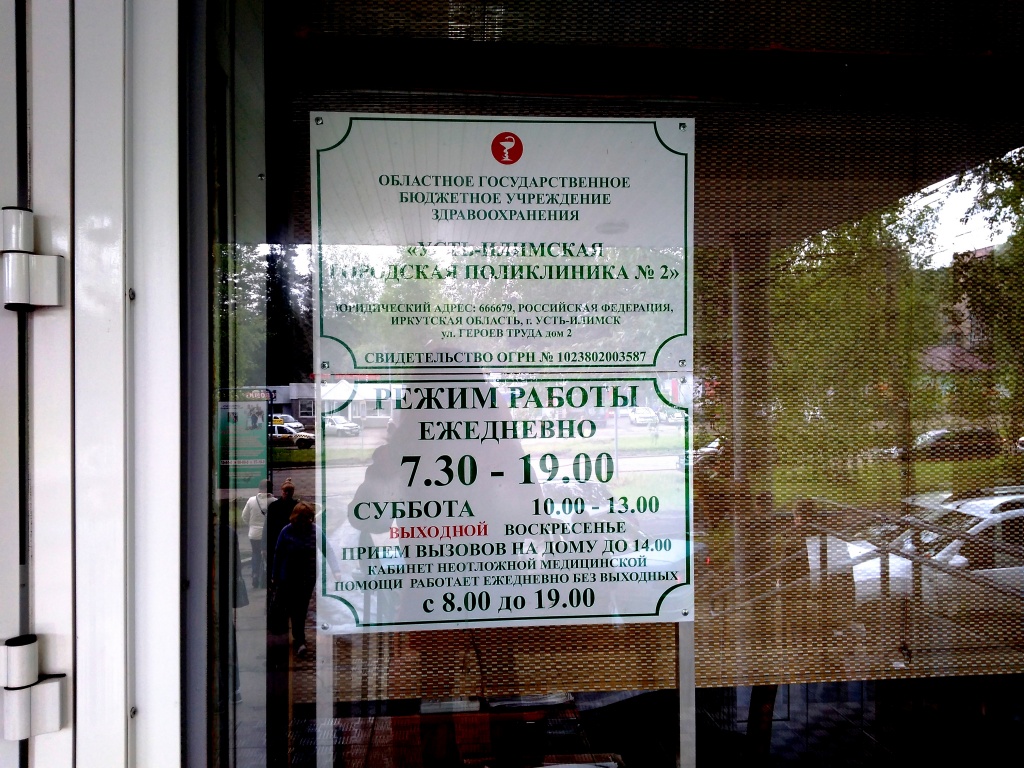 ОБЛАСТНОЕ ГОСУДАРСТВЕННОЕ
БЮДЖЕТНОЕ УЧРЕЖДЕНИЕ
ЗДРАВООХРАНЕНИЯ
«УСТЬ-ИЛИМСКАЯ
ГОРОДСКАЯ ПОЛИКЛИНИКА № 2»
ЮРИДИЧЕСКИЙ АДРЕС: 666679, РОССИЙСКАЯ ФЕДЕРАЦИЯ,
ИРКУТСКАЯ ОБЛАСТЬ, г. УСТЬ-ИЛИМСК
ул. ГЕРОЕВ ТРУДА дом 2
СВИДЕТЕЛЬСТВО ОГРН № 1023802003587
РЕЖИМ РАБОТЫ
ЕЖЕДНЕВНО
7.30 - 19.00
СУББОТА 10.00 - 13.00
ВЫХОДНОЙ ВОСКРЕСЕНЬЕ
ПРИЕМ ВЫЗОВОВ НА ДОМУ ДО 14.00
КАБИНЕТ НЕОТЛОЖНОЙ МЕДИЦИНСКОЙ
ПОМОЩИ РАБОТАЕТ ЕЖЕДНЕВНО БЕЗ ВЫХОДНЫХ
с 8.00 до 19.00